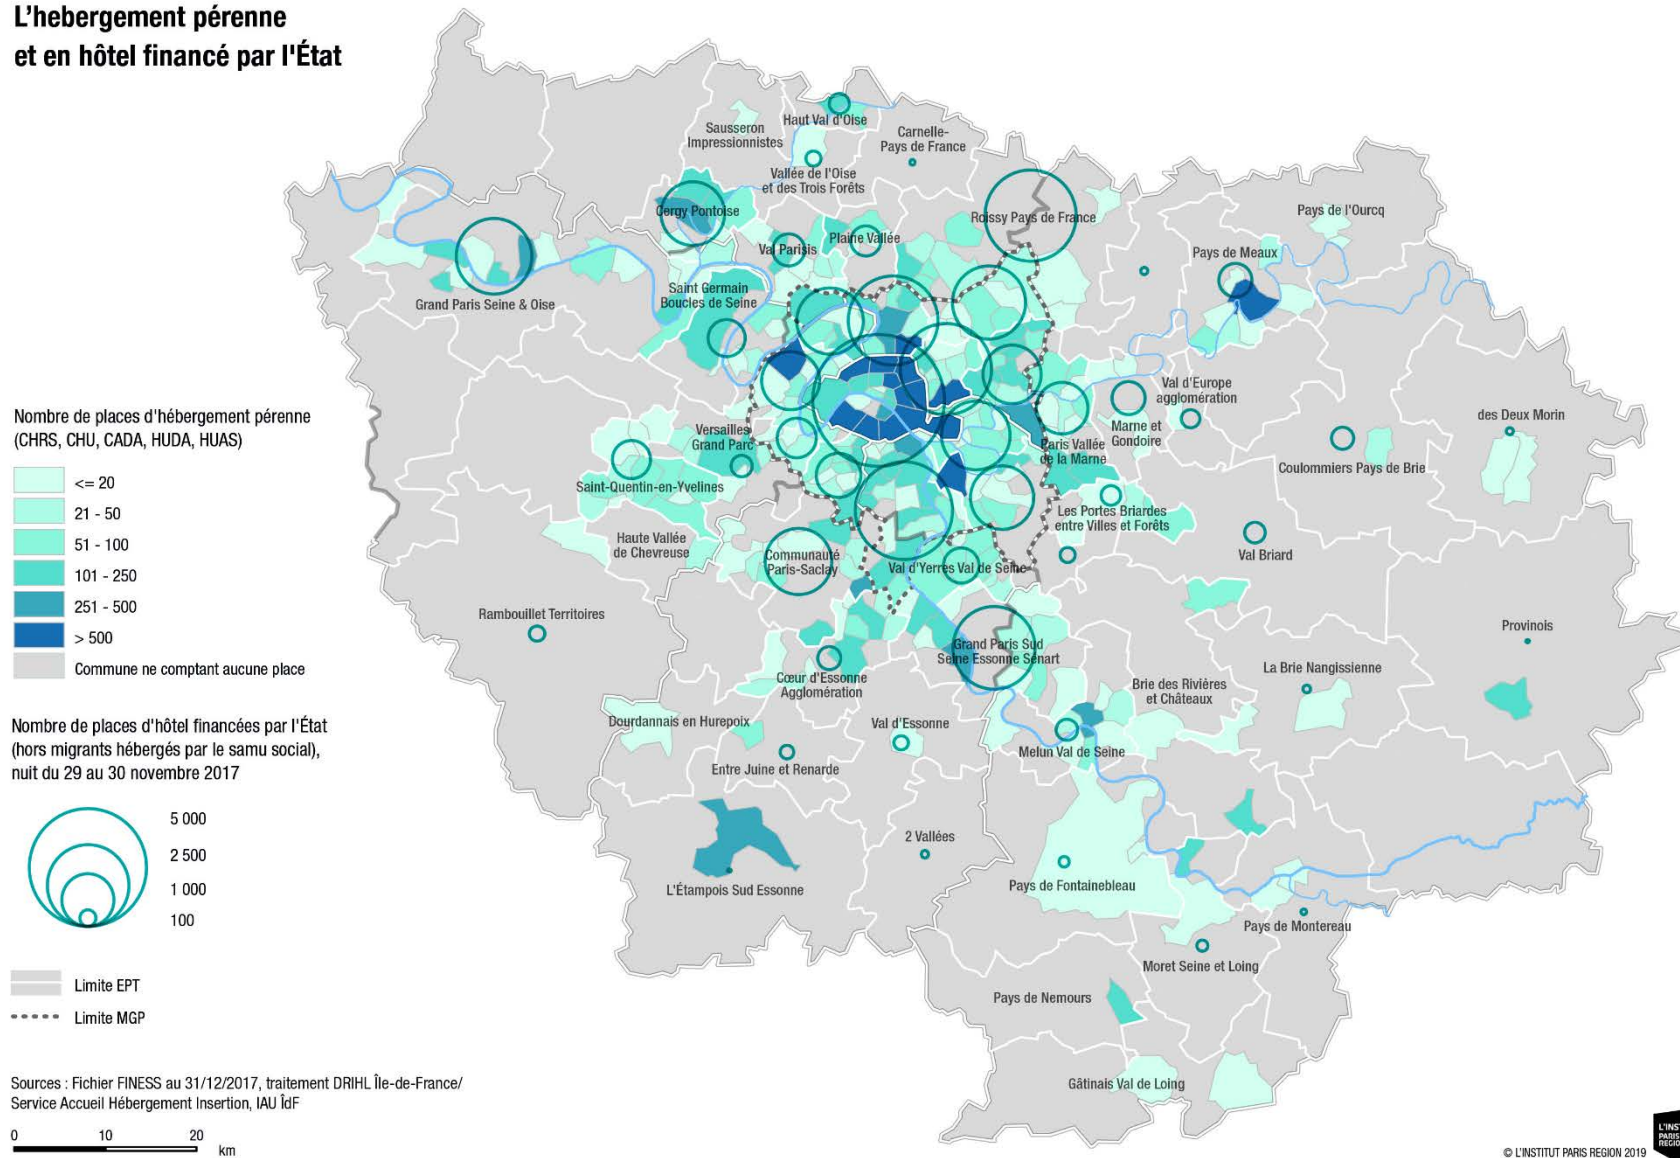 L'hebergement pérenne
et en hôtel financé par l'État
Haut Val d'Oise
Sausseron
Impressionnistes
Carnelle-
Pays de France
Vallée de l'Oise
et des Trois Forêts
Cergy Pontoise
Roissy Pays de France
Pays de l'Ourcq
Val Parisis
Plaine Vallée
Pays de Meaux
Saint Germain
Boucles de Seine
Grand Paris Seine & Oise
Val d'Europe
agglomération
Marne et
Gondoire
des Deux Morin
Versailles
Grand Parc
Paris Vallée
de la Marne
Coulommiers Pays de Brie
Saint-Quentin-en-Yvelines
Les Portes Briardes
entre Villes et Forêts
Haute Vallée
de Chevreuse
Communauté
Paris-Saclay
Val d'Yerres Val de Seine
Val Briard
Rambouillet Territoires
Provinois
Grand Paris Sud
Seine Essonne Sénart
La Brie Nangissienne
Cœur d'Essonne
Agglomération
Brie des Rivières
et Châteaux
Dourdannais en Hurepoix
Val d'Essonne
Melun Val de Seine
Entre Juine et Renarde
2 Vallées
L'Étampois Sud Essonne
Pays de Fontainebleau
Pays de Montereau
Moret Seine et Loing
Pays de Nemours
Gâtinais Val de Loing
Nombre de places d'hébergement pérenne
(CHRS, CHU, CADA, HUDA, HUAS)
<= 20
21 - 50
51 - 100
101 - 250
251 - 500
> 500
Commune ne comptant aucune place
Nombre de places d'hôtel financées par l'État
(hors migrants hébergés par le samu social),
nuit du 29 au 30 novembre 2017
5 000
2 500
1 000
100
Limite EPT
Limite MGP
Sources : Fichier FINESS au 31/12/2017, traitement DRIHL Île-de-France/
Service Accueil Hébergement Insertion, IAU ÎdF
0 10 20
km
© L'INSTITUT PARIS REGION 2019